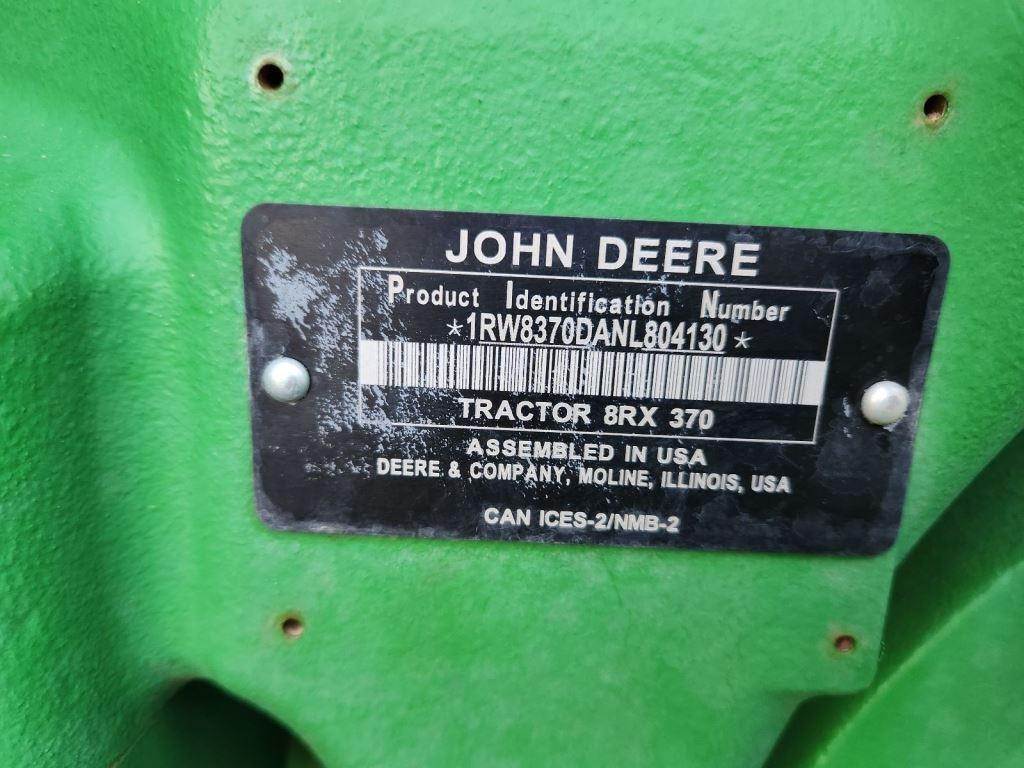 JOHN DEERE
Product Identification Number
*1RW8370DANL804130*
TRACTOR 8RX 370
ASSEMBLED IN USA
DEERE & COMPANY, MOLINE, ILLINOIS, USA
CAN ICES-2/NMB-2